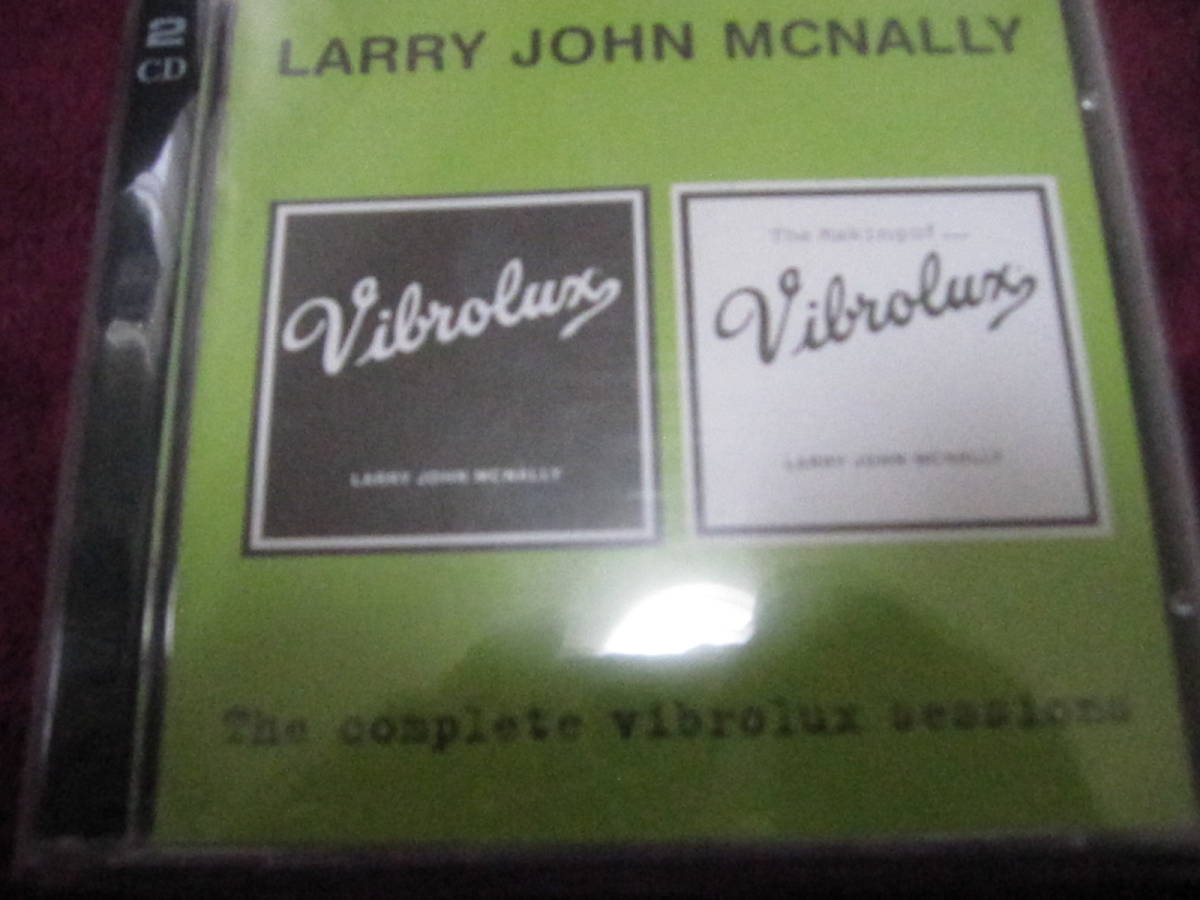 2
CD
LARRY JOHN MCNALLY
Vibrolux
LARRY JOHN MCNALLY
The Making of
Vibrolux
LARRY JOHN MCNALLY
The complete vibrolux sessions